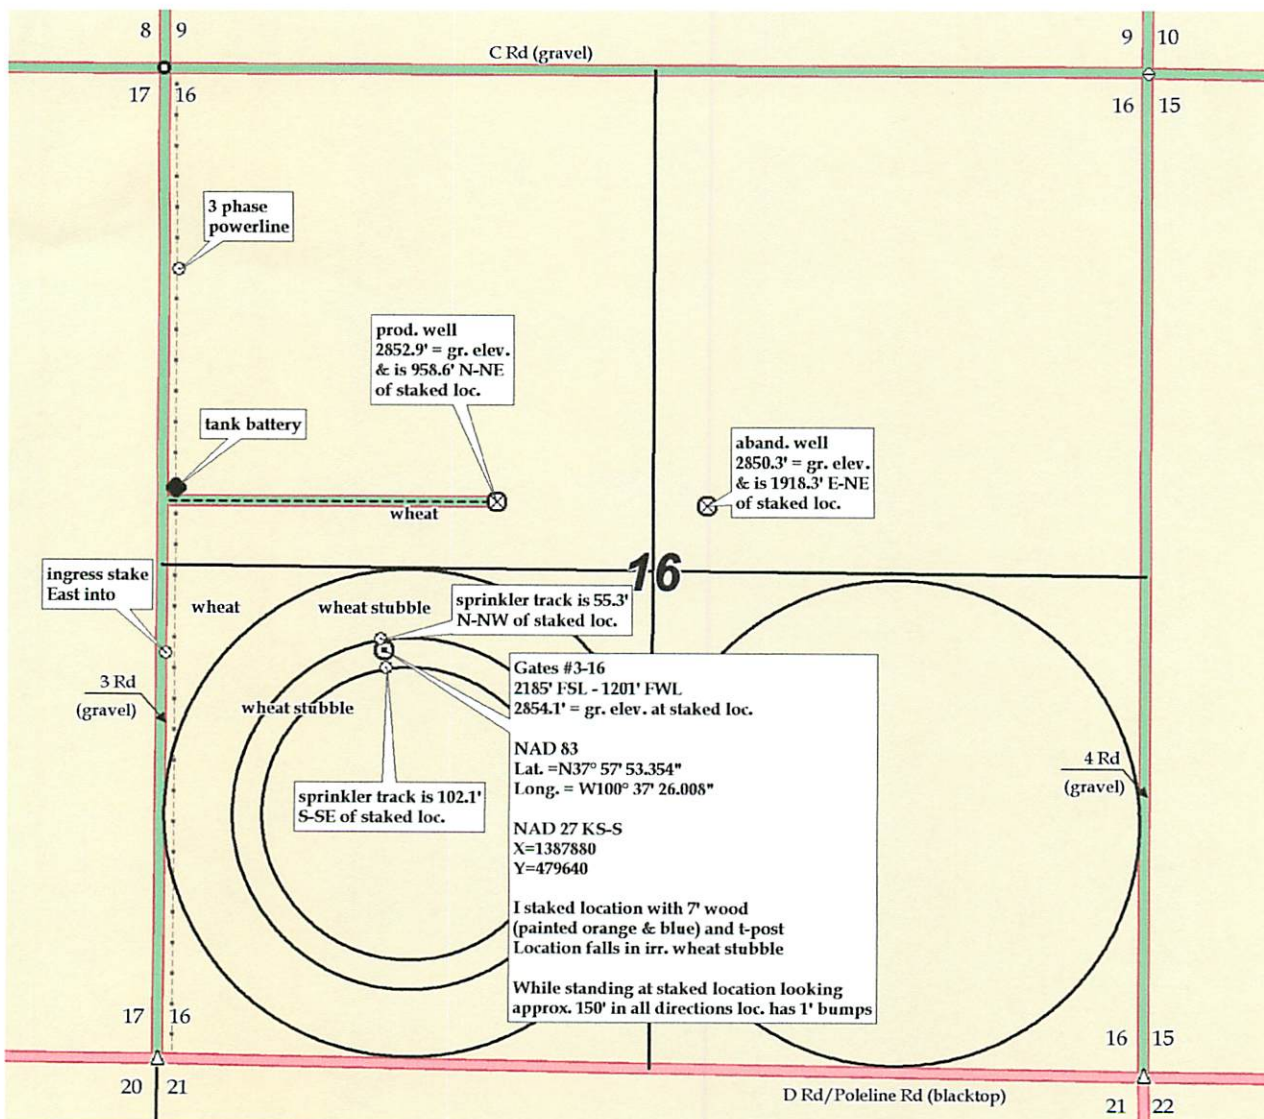 8 9
9 10
C Rd (gravel)
17 16
16 15
3 phase
powerline
prod. well
2852.9' = gr. elev.
& is 958.6' N-NE
of staked loc.
tank battery
aband. well
2850.3' = gr. elev.
& is 1918.3' E-NE
of staked loc.
wheat
16
ingress stake
East into
wheat
wheat stubble
sprinkler track is 55.3'
N-NW of staked loc.
3 Rd
(gravel)
wheat stubble
sprinkler track is 102.1'
S-SE of staked loc.
Gates #3-16
2185' FSL - 1201' FWL
2854.1' = gr. elev. at staked loc.
NAD 83
Lat. =N37° 57' 53.354"
Long. = W100° 37' 26.008"
NAD 27 KS-S
X=1387880
Y=479640
I staked location with 7' wood
(painted orange & blue) and t-post
Location falls in irr. wheat stubble
While standing at staked location looking
approx. 150' in all directions loc. has 1' bumps
4 Rd
(gravel)
17 16
16 15
20 21
D Rd/Poleline Rd (blacktop)
21 22